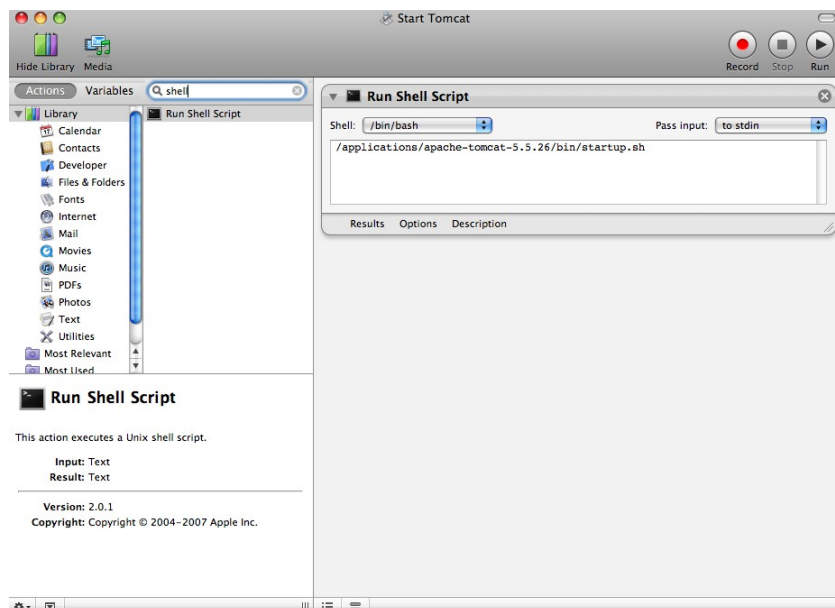 Start Tomcat
Hide Library Media
Record Stop Run
Actions Variables shell
Library
Calendar
Contacts
Developer
Files & Folders
Fonts
Internet
Mail
Movies
Music
PDFs
Photos
Text
Utilities
Most Relevant
Most Used
Run Shell Script
Run Shell Script
This action executes a Unix shell script.
Input: Text
Result: Text
Version: 2.0.1
Copyright: Copyright © 2004–2007 Apple Inc.
Run Shell Script
Shell: /bin/bash Pass input: to stdin
/applications/apache-tomcat-5.5.26/bin/startup.sh
Results Options Description